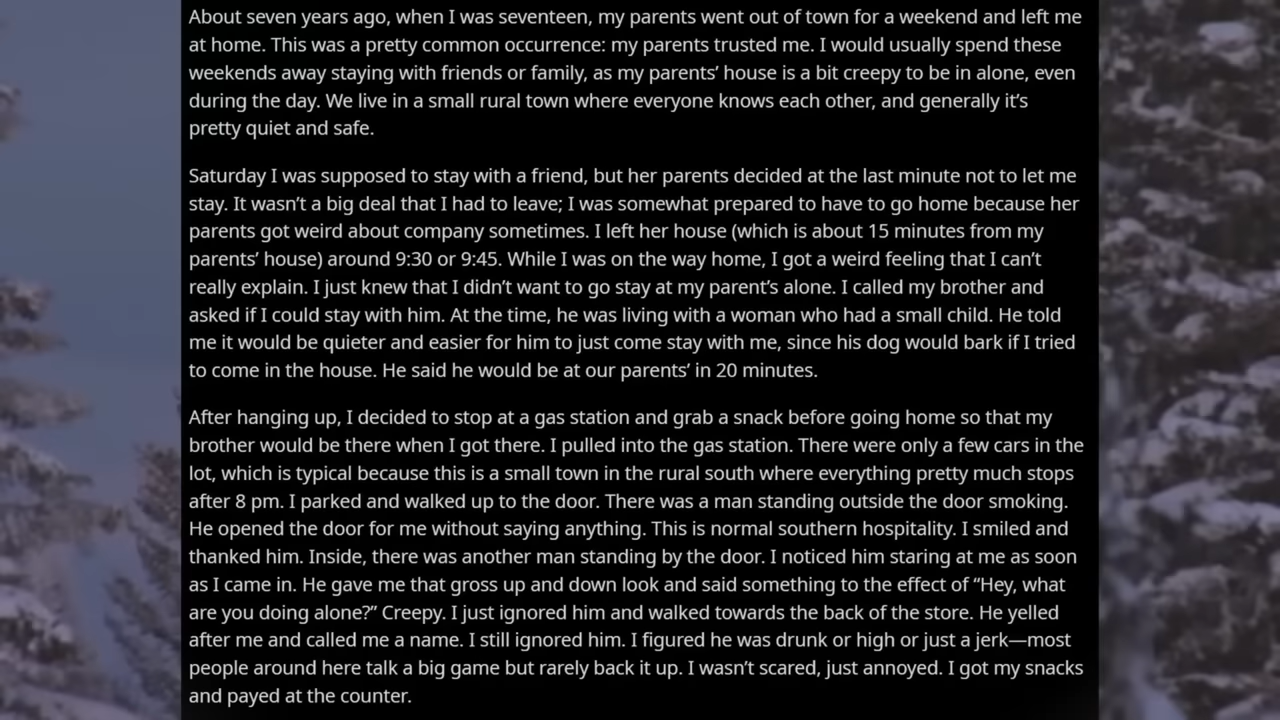 About seven years ago, when I was seventeen, my parents went out of town for a weekend and left me
at home. This was a pretty common occurrence: my parents trusted me. I would usually spend these
weekends away staying with friends or family, as my parents’ house is a bit creepy to be in alone, even
during the day. We live in a small rural town where everyone knows each other, and generally it’s
pretty quiet and safe.
Saturday I was supposed to stay with a friend, but her parents decided at the last minute not to let me
stay. It wasn’t a big deal that I had to leave; I was somewhat prepared to have to go home because her
parents got weird about company sometimes. I left her house (which is about 15 minutes from my
parents’ house) around 9:30 or 9:45. While I was on the way home, I got a weird feeling that I can’t
really explain. I just knew that I didn’t want to go stay at my parent’s alone. I called my brother and
asked if I could stay with him. At the time, he was living with a woman who had a small child. He told
me it would be quieter and easier for him to just come stay with me, since his dog would bark if I tried
to come in the house. He said he would be at our parents’ in 20 minutes.
After hanging up, I decided to stop at a gas station and grab a snack before going home so that my
brother would be there when I got there. I pulled into the gas station. There were only a few cars in the
lot, which is typical because this is a small town in the rural south where everything pretty much stops
after 8 pm. I parked and walked up to the door. There was a man standing outside the door smoking.
He opened the door for me without saying anything. This is normal southern hospitality. I smiled and
thanked him. Inside, there was another man standing by the door. I noticed him staring at me as soon
as I came in. He gave me that gross up and down look and said something to the effect of “Hey, what
are you doing alone?” Creepy. I just ignored him and walked towards the back of the store. He yelled
after me and called me a name. I still ignored him. I figured he was drunk or high or just a jerk—most
people around here talk a big game but rarely back it up. I wasn’t scared, just annoyed. I got my snacks
and payed at the counter.